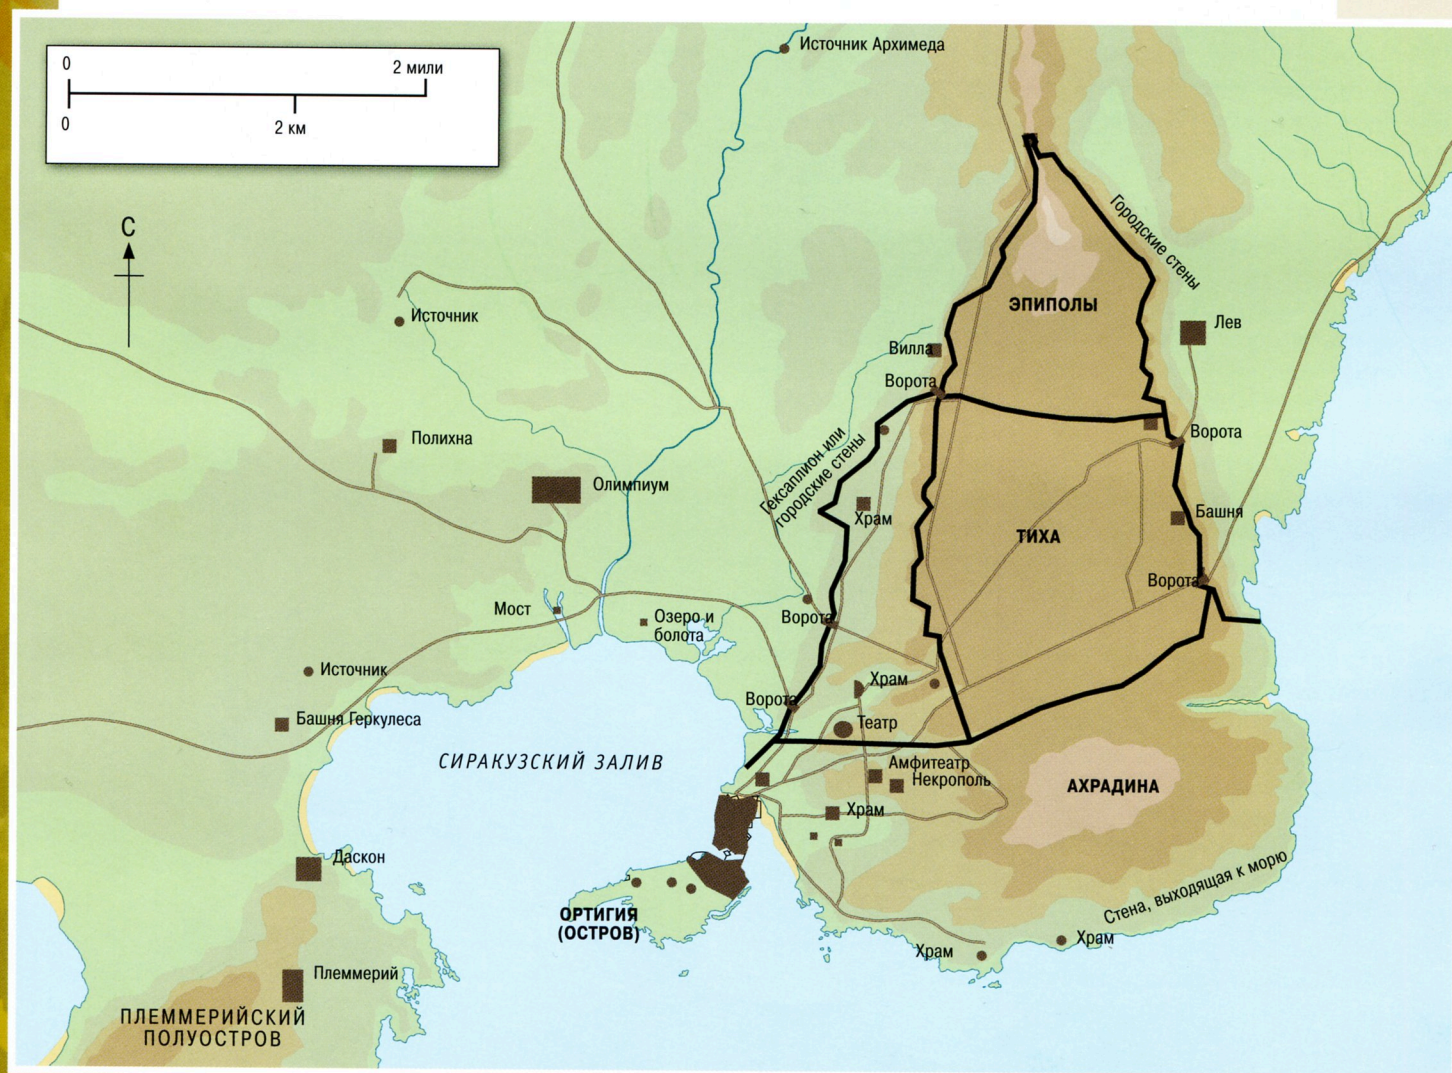 0
2 мили
0
2 км
С
Источник Архимеда
Городские стены
ЭПИПОЛЫ
Источник
Лев
Вилла
Ворота
Полихна
Ворота
Гексаплион или
городские стены
Олимпиум
Храм
Башня
ТИХА
Ворота
Мост
Озеро и
болота
Ворота
Источник
Храм
Ворота
Башня Геркулеса
Театр
СИРАКУЗСКИЙ ЗАЛИВ
Амфитеатр
Некрополь
АХРАДИНА
Храм
Даскон
Стена, выходящая к морю
ОРТИГИЯ
(ОСТРОВ)
Храм
Храм
Племмерий
ПЛЕММЕРИЙСКИЙ
ПОЛУОСТРОВ